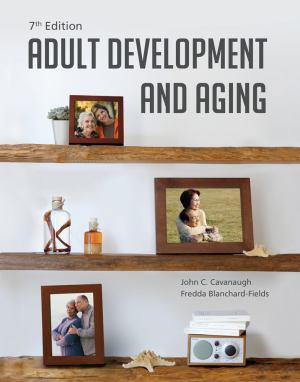 7th Edition
ADULT DEVELOPMENT
AND AGING
John C. Cavanaugh
Fredda Blanchard-Fields